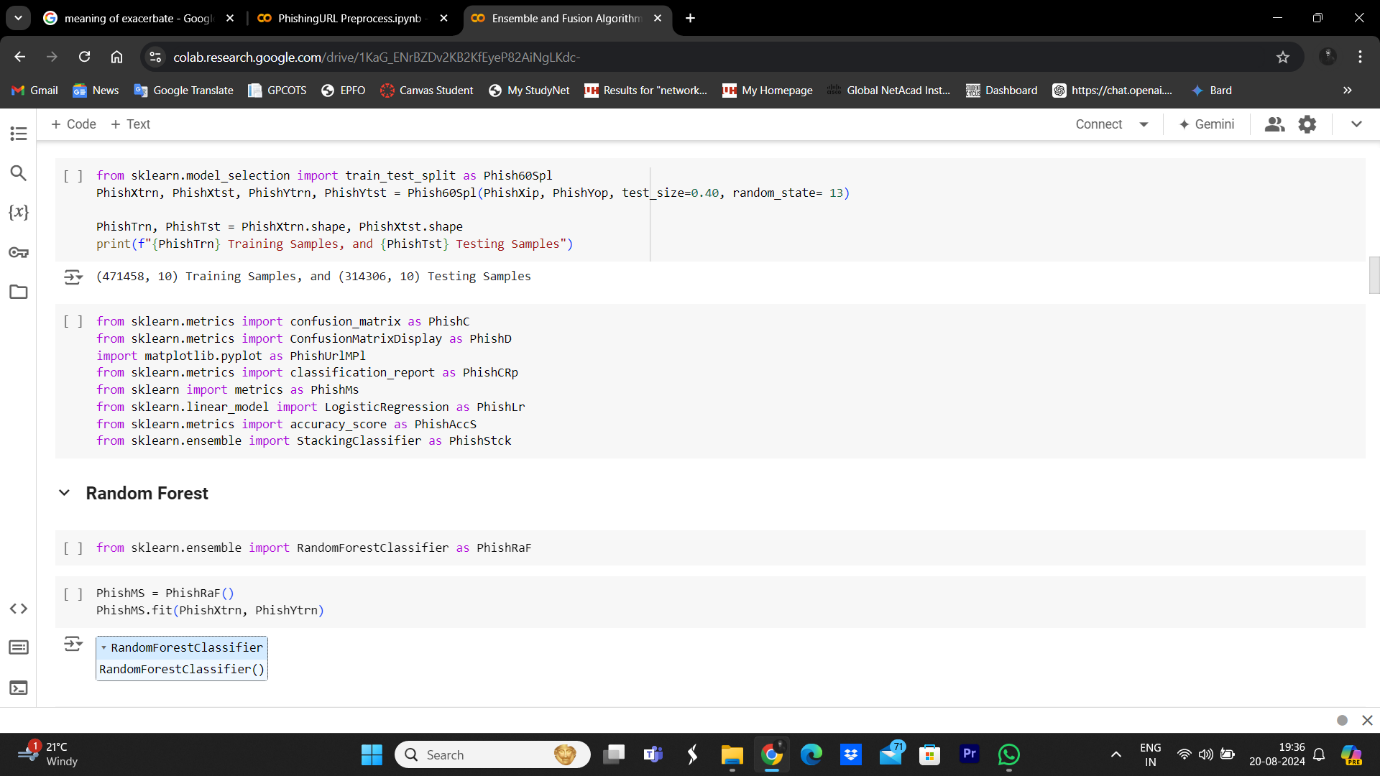 meaning of exacerbate - Googl
PhishingURL Preprocess.ipynb
Ensemble and Fusion Algorithm
colab.research.google.com/drive/1KaG_ENrBZDv2KB2KfEyeP82AiNgLKdc-
Gmail
News
Google Translate
GPCOTS
EPFO
Canvas Student
My StudyNet
Results for "network...
My Homepage
Global NetAcad Inst...
Dashboard
https://chat.openai....
Bard
+ Code + Text
Connect
Gemini
[ ] from sklearn.model_selection import train_test_split as Phish60Spl
PhishXtrn, PhishXtst, PhishYtrn, PhishYtst = Phish60Spl(PhishXip, PhishYop, test_size=0.40, random_state= 13)
PhishTrn, PhishTst = PhishXtrn.shape, PhishXtst.shape
print(f"{PhishTrn} Training Samples, and {PhishTst} Testing Samples")
(471458, 10) Training Samples, and (314306, 10) Testing Samples
[ ] from sklearn.metrics import confusion_matrix as PhishC
from sklearn.metrics import ConfusionMatrixDisplay as PhishD
import matplotlib.pyplot as PhishUrlMPl
from sklearn.metrics import classification_report as PhishCRp
from sklearn import metrics as PhishMs
from sklearn.linear_model import LogisticRegression as PhishLr
from sklearn.metrics import accuracy_score as PhishAccS
from sklearn.ensemble import StackingClassifier as PhishStck
Random Forest
[ ] from sklearn.ensemble import RandomForestClassifier as PhishRaF
[ ] PhishMS = PhishRaF()
PhishMS.fit(PhishXtrn, PhishYtrn)
RandomForestClassifier
RandomForestClassifier()
{x}
1
21°C
Windy
Search
71
Pr
ENG
IN
19:36
20-08-2024
PRE